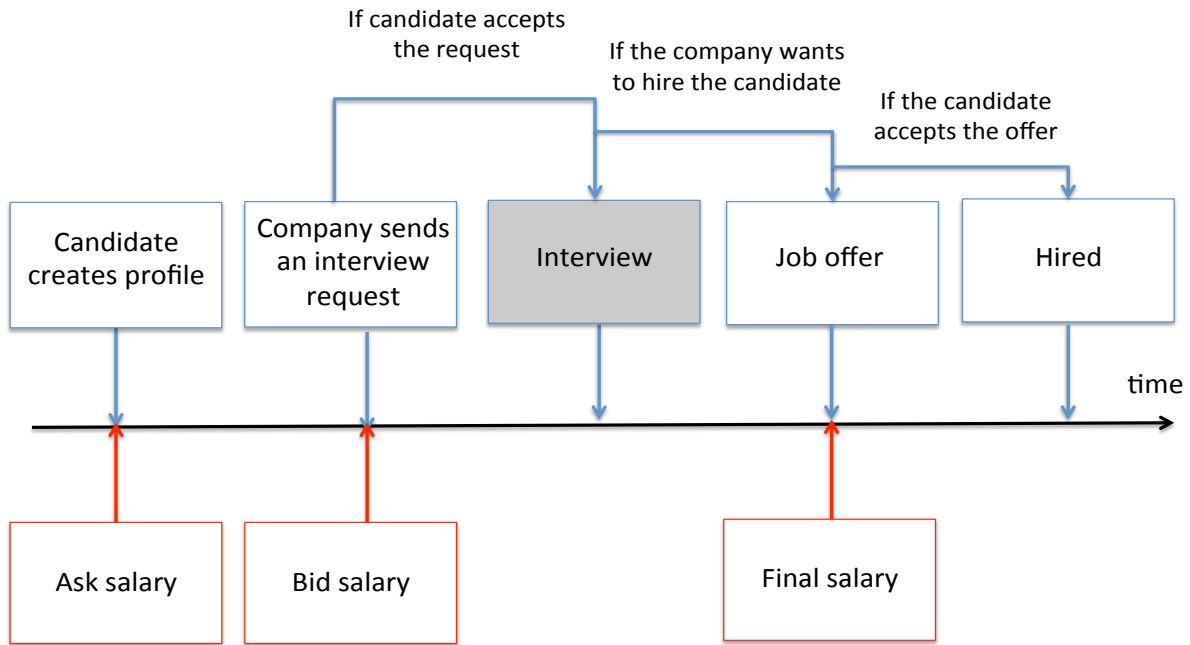 If candidate accepts
the request
If the company wants
to hire the candidate
If the candidate
accepts the offer
Candidate
creates profile
Company sends
an interview
request
Interview
Job offer
Hired
time
Ask salary
Bid salary
Final salary